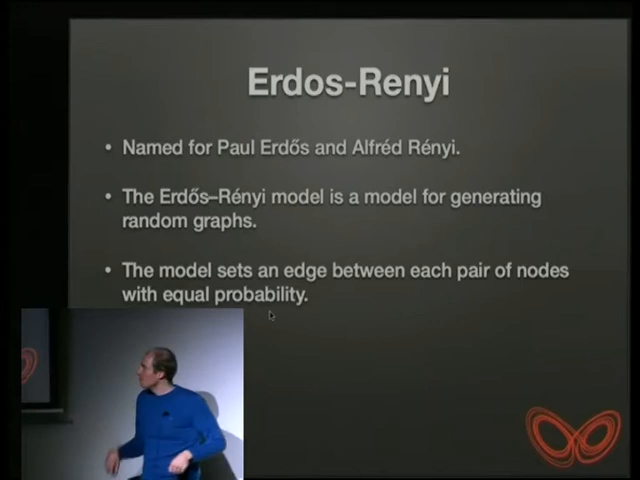 Erdos-Renyi
• Named for Paul Erdős and Alfréd Rényi.
• The Erdős–Rényi model is a model for generating
random graphs.
• The model sets an edge between each pair of nodes
with equal probability.